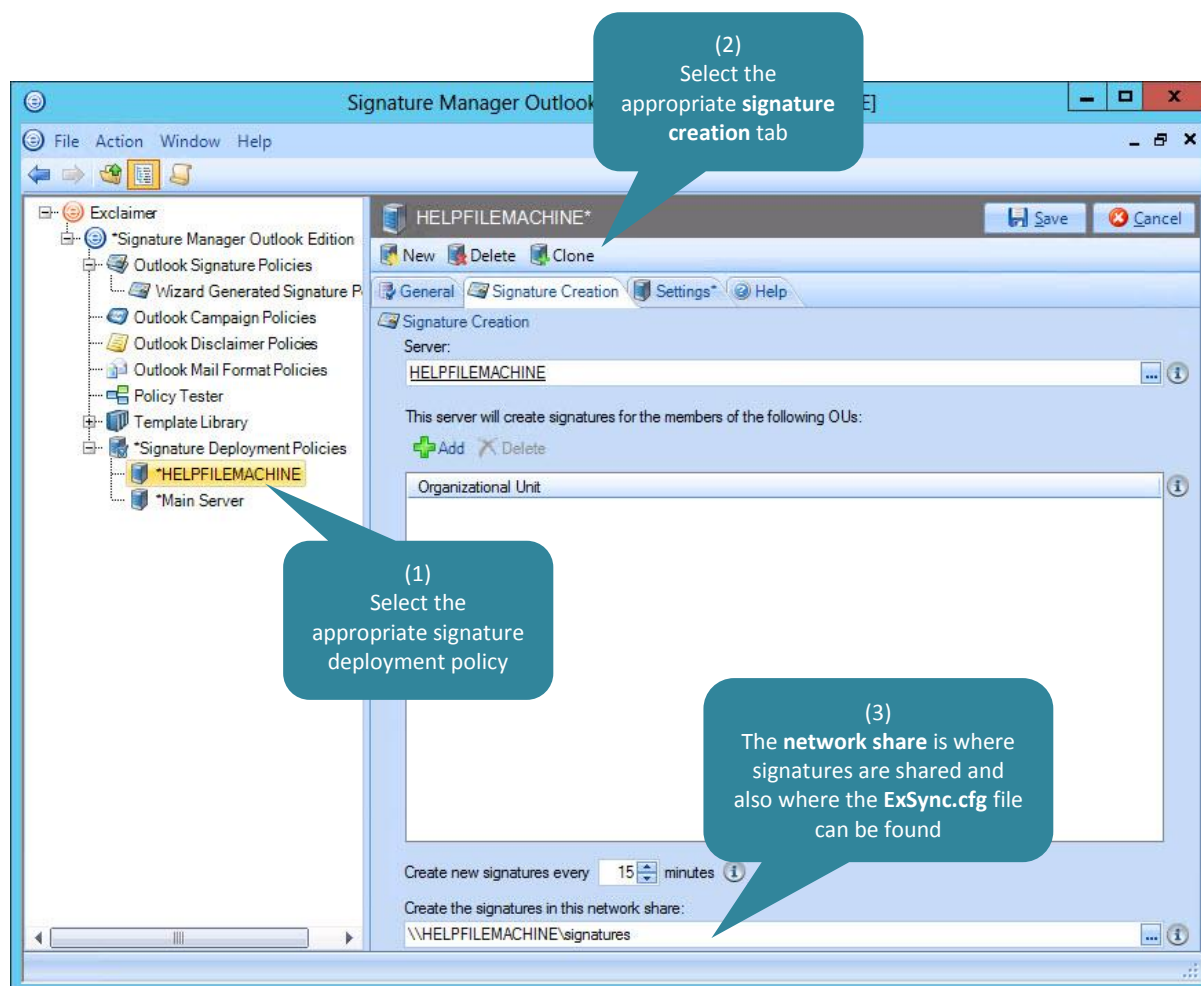 (2)
Select the
appropriate signature
creation tab
Signature Manager Outlook E]
File Action Window Help
Exclaimer
*Signature Manager Outlook Edition
Outlook Signature Policies
Wizard Generated Signature P
Outlook Campaign Policies
Outlook Disclaimer Policies
Outlook Mail Format Policies
Policy Tester
Template Library
*Signature Deployment Policies
*HELPFILEMACHINE
*Main Server
HELPFILEMACHINE*
Save Cancel
New Delete Clone
General Signature Creation Settings* Help
Signature Creation
Server:
HELPFILEMACHINE
...
This server will create signatures for the members of the following OUs:
Add Delete
Organizational Unit
(1)
Select the
appropriate signature
deployment policy
(3)
The network share is where
signatures are shared and
also where the ExSync.cfg file
can be found
Create new signatures every 15 minutes
Create the signatures in this network share:
\\HELPFILEMACHINE\signatures
...